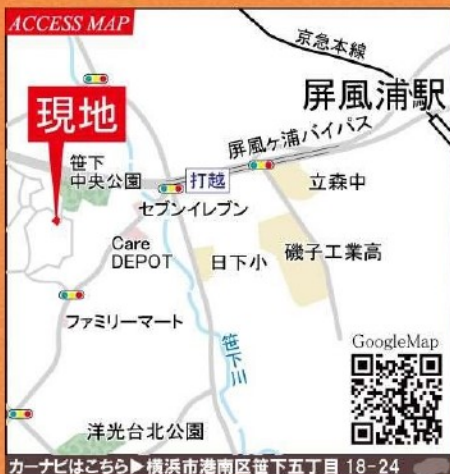 ACCESS MAP
京急本線
屏風浦駅
現地
屏風ヶ浦バイパス
笹下
中央公園
打越
立森中
セブンイレブン
Care
DEPOT
日下小
磯子工業高
ファミリーマート
笹下川
GoogleMap
洋光台北公園
カーナビはこちら▶横浜市港南区笹下五丁目 18-24